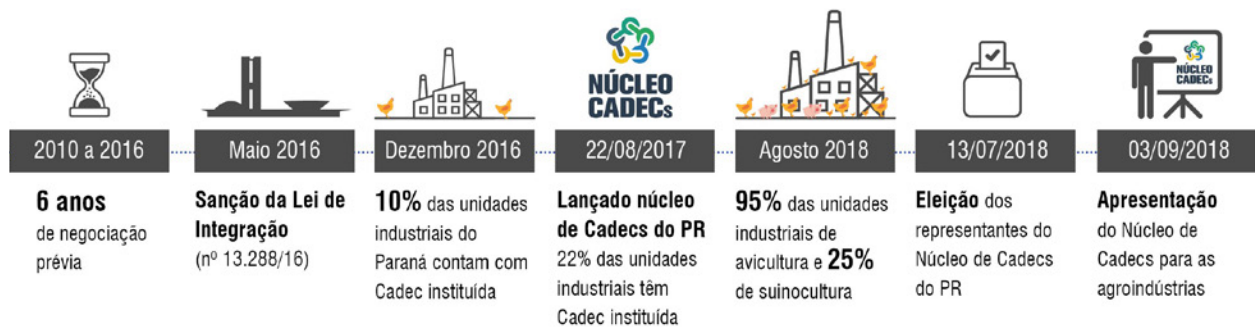 NÚCLEO
CADECs
NÚCLEO
CADECs
2010 a 2016
Maio 2016
Dezembro 2016
22/08/2017
Agosto 2018
13/07/2018
03/09/2018
6 anos
de negociação
prévia
Sanção da Lei de
Integração
(nº 13.288/16)
10% das unidades
industriais do
Paraná contam com
Cadec instituída
Lançado núcleo
de Cadecs do PR
22% das unidades
industriais têm
Cadec instituída
95% das unidades
industriais de
avicultura e 25%
de suinocultura
Eleição dos
representantes do
Núcleo de Cadecs
do PR
Apresentação
do Núcleo de
Cadecs para as
agroindústrias